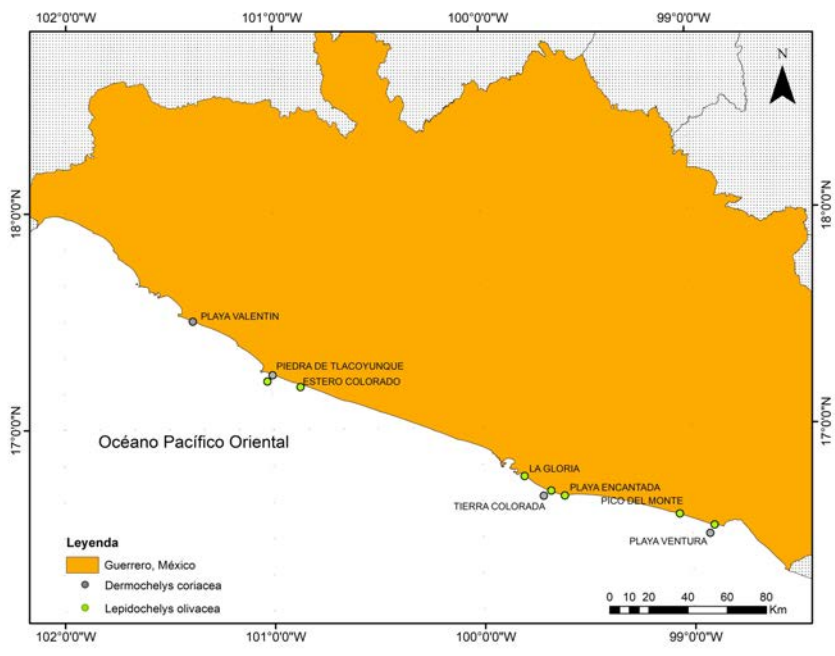 102°0'0"W 101°0'0"W 100°0'0"W 99°0'0"W
N
18°0'0"N 18°0'0"N
PLAYA VALENTIN
PIEDRA DE TLACOYUNQUE
ESTERO COLORADO
17°0'0"N 17°0'0"N
Océano Pacífico Oriental
LA GLORIA
PLAYA ENCANTADA
TIERRA COLORADA
PICO DEL MONTE
PLAYA VENTURA
Leyenda
Guerrero, México
Dermochelys coriacea
Lepidochelys olivacea
0 10 20 40 60 80
Km
102°0'0"W 101°0'0"W 100°0'0"W 99°0'0"W